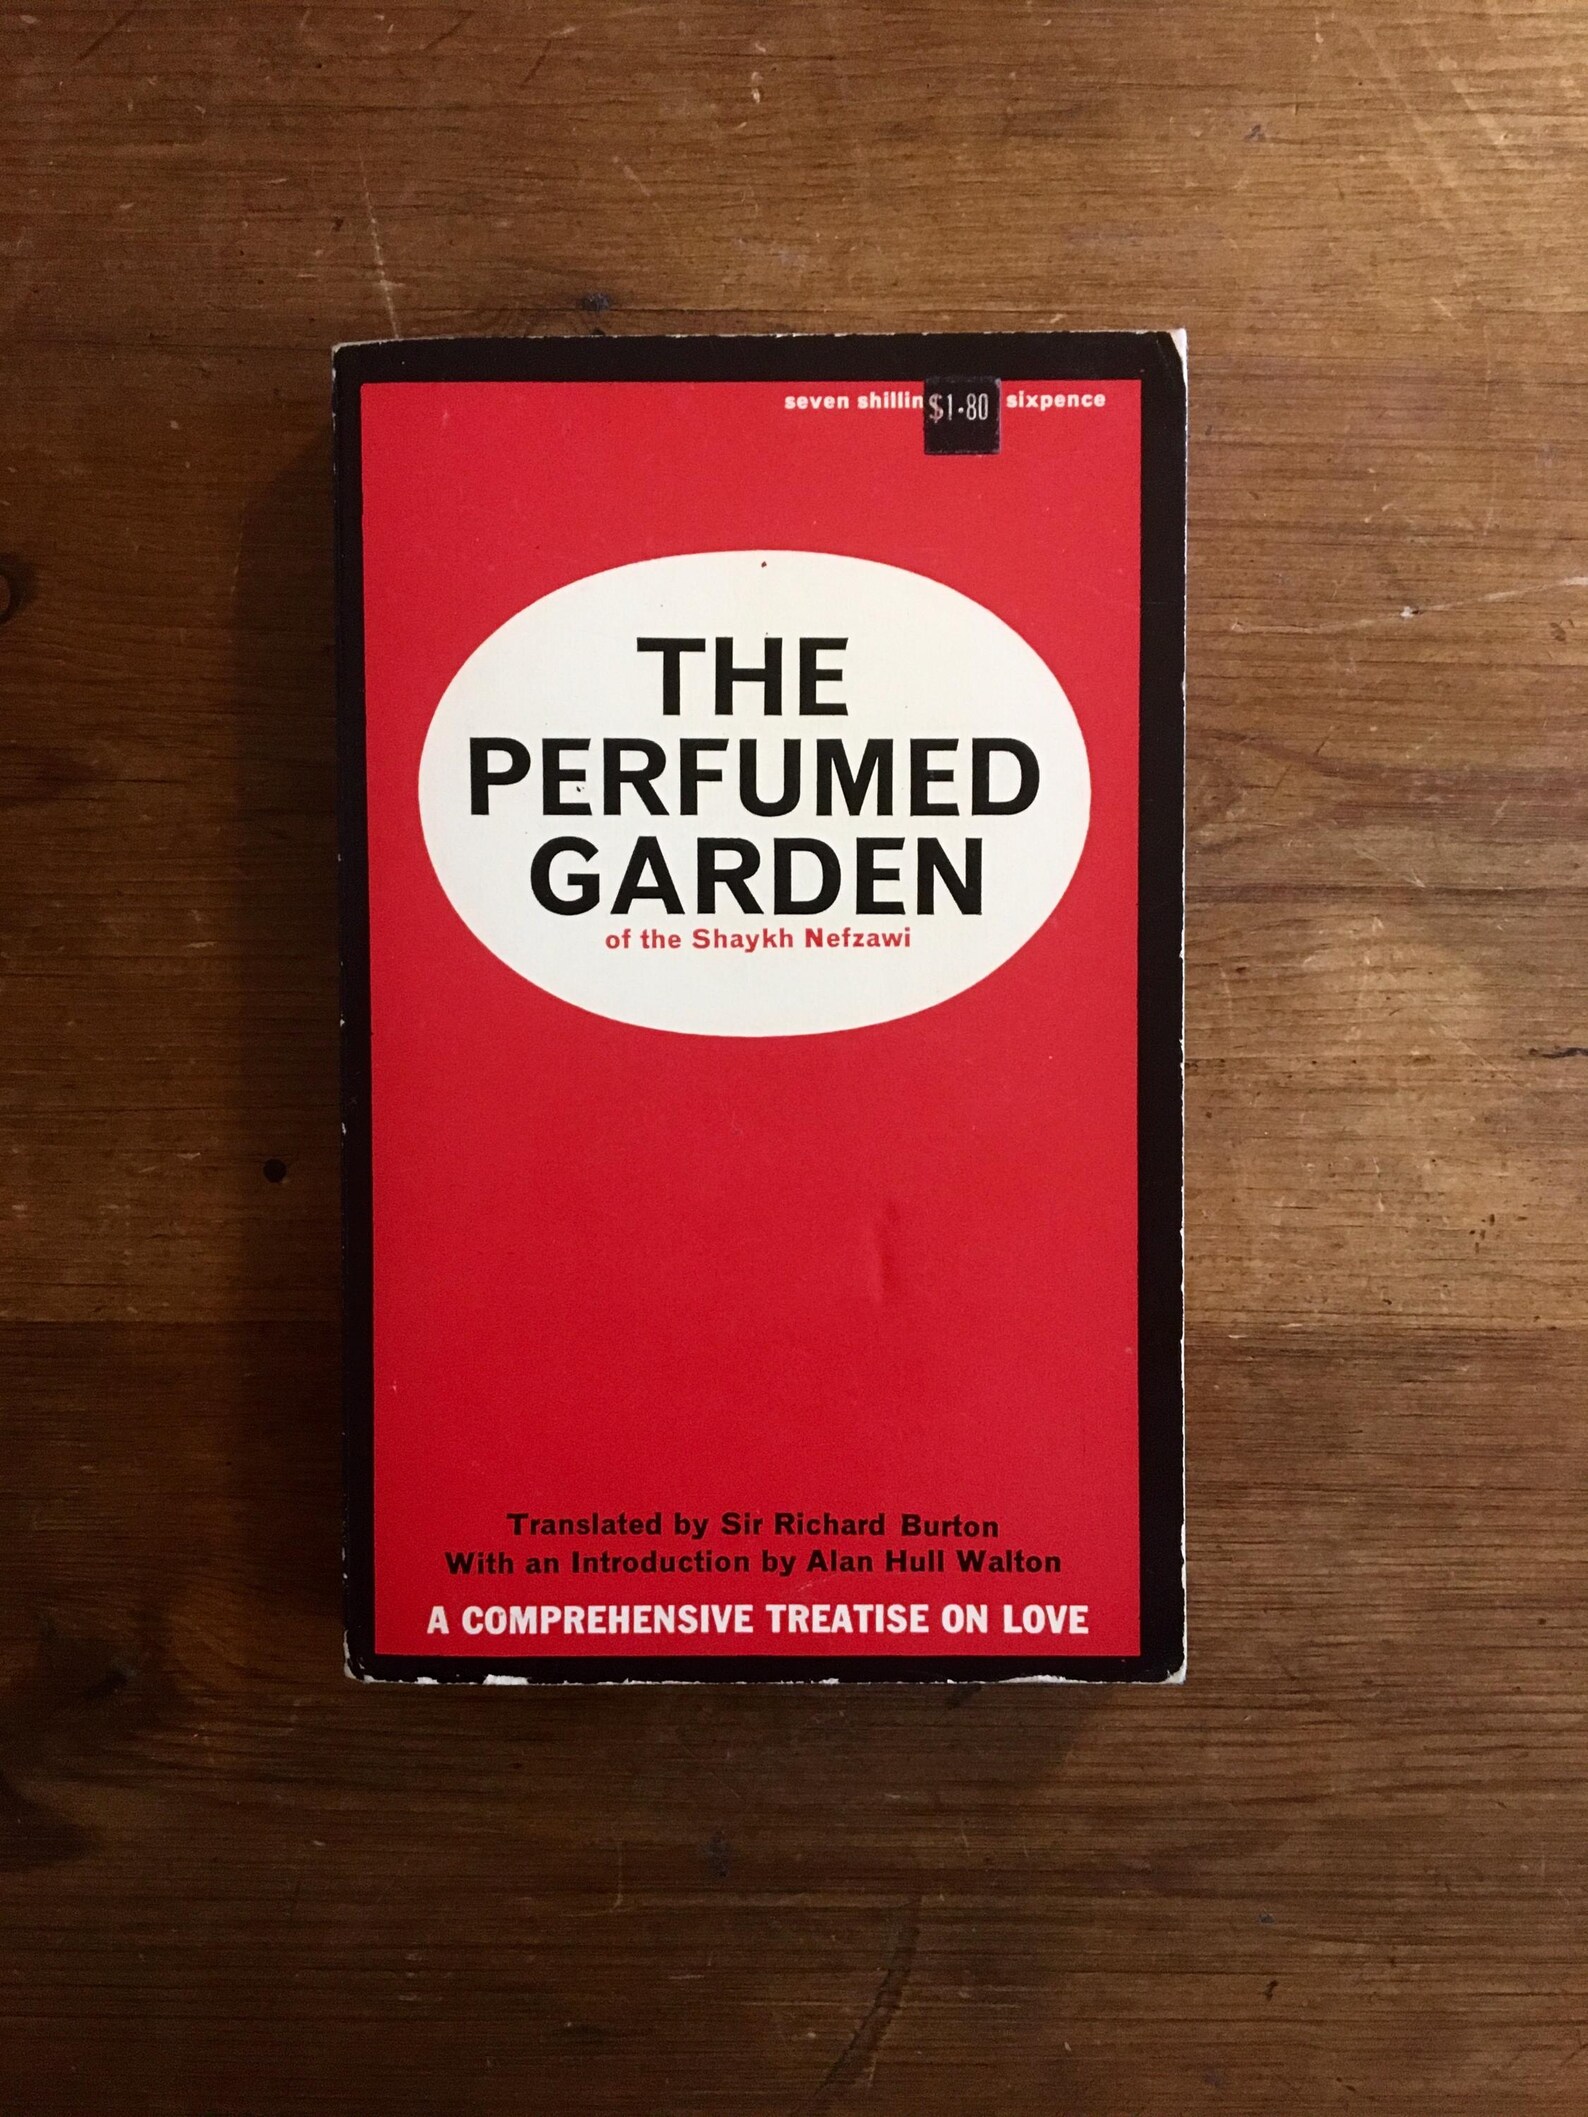 seven shillin $1·80 sixpence
THE
PERFUMED
GARDEN
of the Shaykh Nefzawi
Translated by Sir Richard Burton
With an Introduction by Alan Hull Walton
A COMPREHENSIVE TREATISE ON LOVE